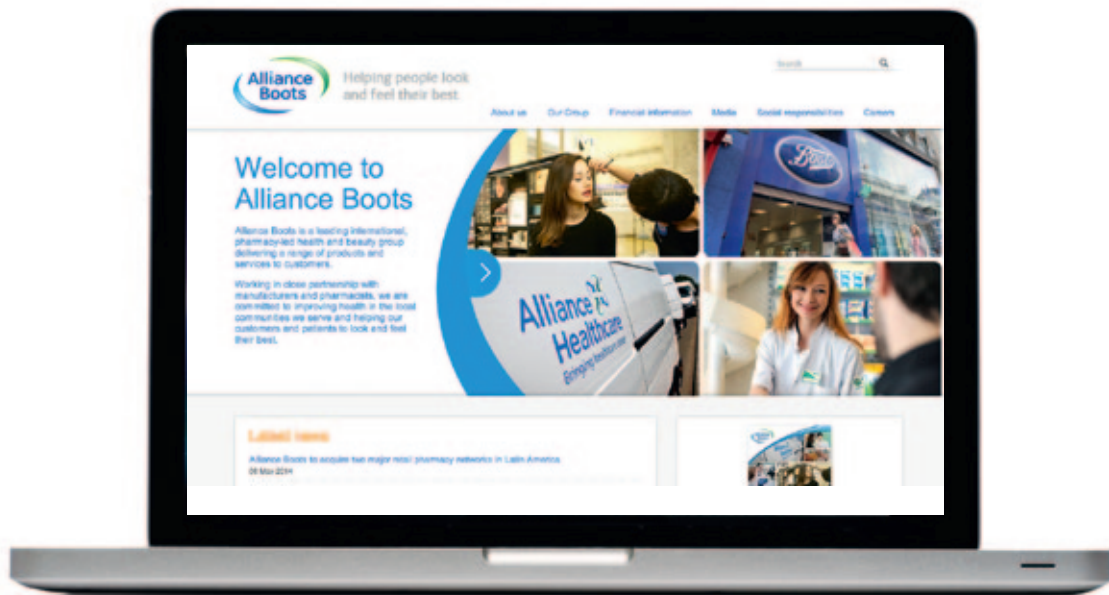 Alliance
Boots
Helping people look
and feel their best
Search
About us Our Group Financial information Media Social responsibilities Careers
Welcome to
Alliance Boots
Alliance Boots is a leading international,
pharmacy-led health and beauty group
delivering a range of products and
services to customers.
Working in close partnership with
manufacturers and pharmacists, we are
committed to improving health in the local
communities we serve and helping our
customers and patients to look and feel
their best.
Boots
Alliance
Healthcare
Bringing healthcare
Latest news
Alliance Boots to acquire two major retail pharmacy networks in Latin America
2014